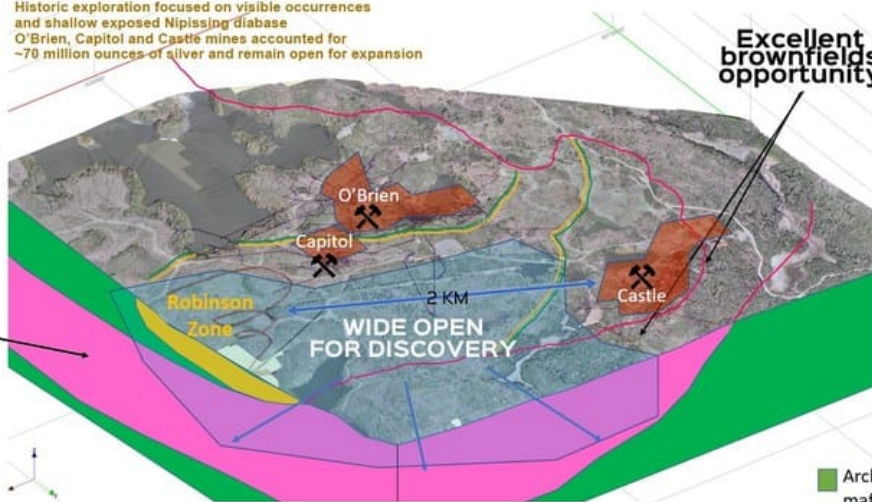 Historic exploration focused on visible occurrences
and shallow exposed Nipissing diabase
O'Brien, Capitol and Castle mines accounted for
~70 million ounces of silver and remain open for expansion
Excellent
brownfields
opportunity
O'Brien
Capitol
Castle
Robinson
Zone
2 KM
WIDE OPEN
FOR DISCOVERY